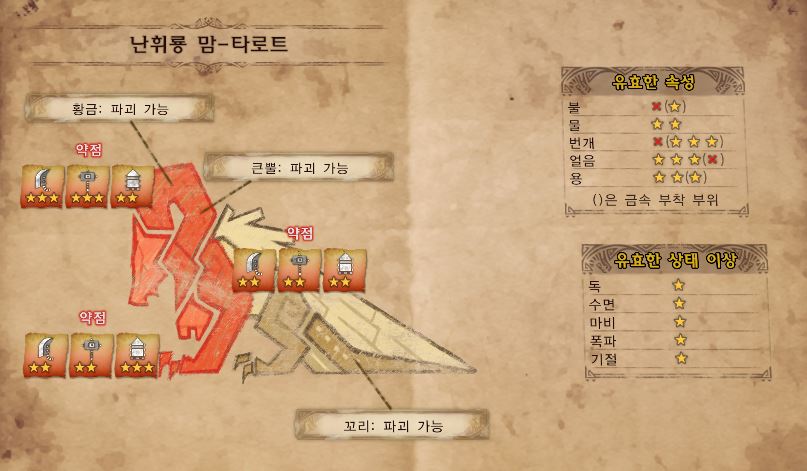 난휘룡 맘-타로트
황금: 파괴 가능
약점
큰뿔: 파괴 가능
약점
약점
꼬리: 파괴 가능
유효한 속성
불 ✖(★)
물 ★★
번개 ✖(★★★)
얼음 ★★★(✖)
용 ★★(★)
()은 금속 부착 부위
유효한 상태 이상
독 ★
수면 ★
마비 ★
폭파 ★
기절 ★